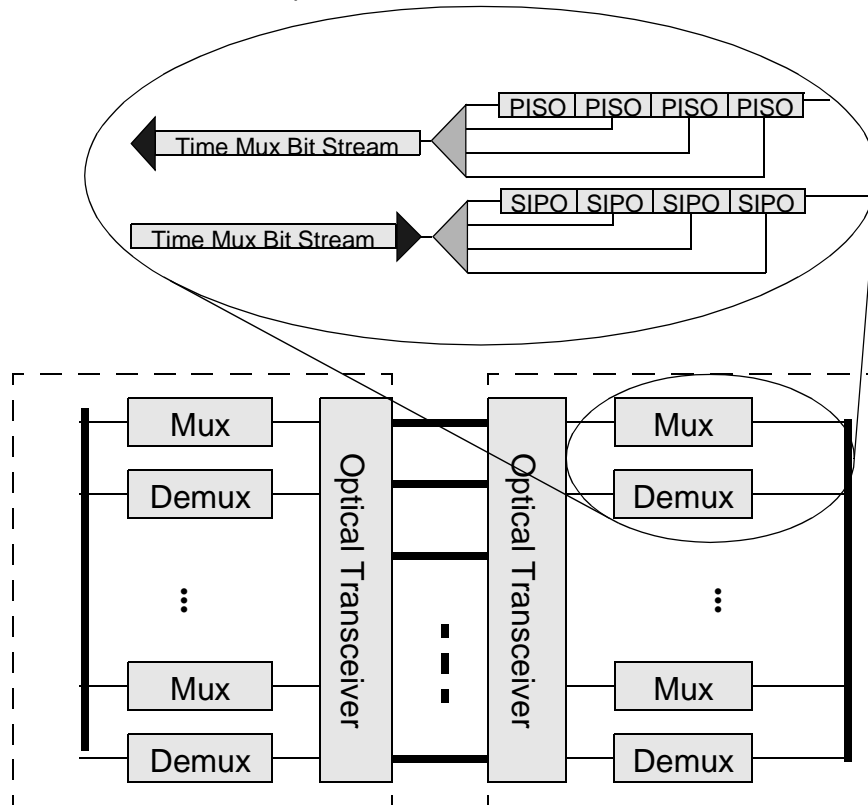 PISO PISO PISO PISO
Time Mux Bit Stream
SIPO SIPO SIPO SIPO
Time Mux Bit Stream
Mux
Demux
Mux
Demux
Optical Transceiver
Optical Transceiver
Mux
Demux
Mux
Demux